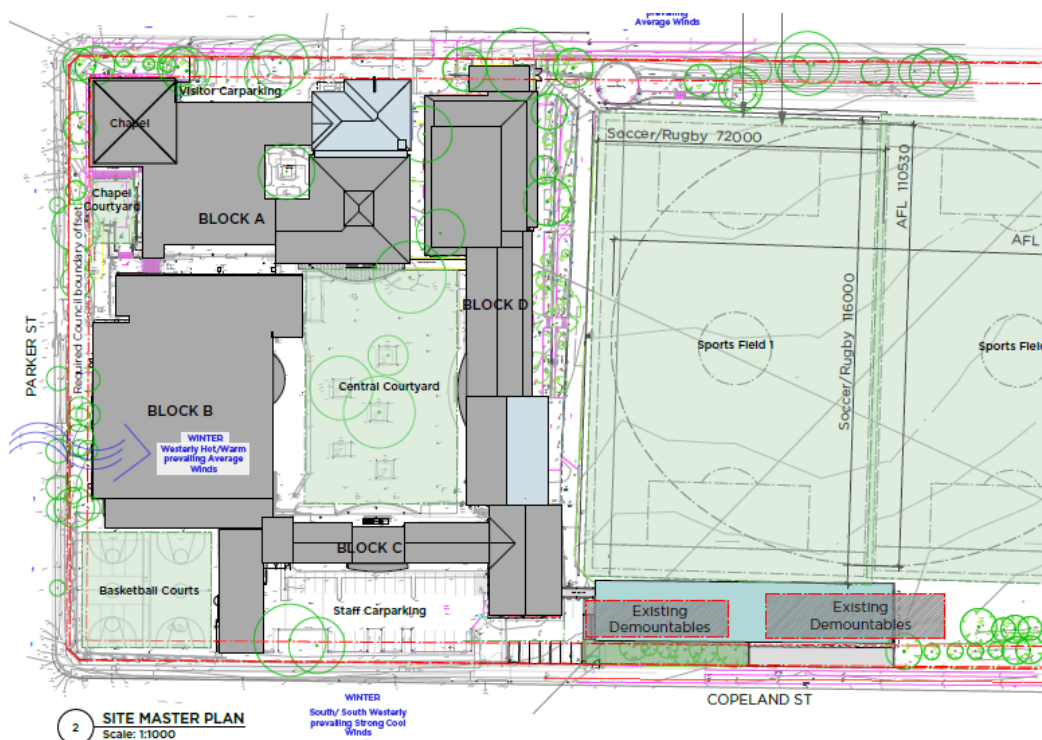 prevailing
Average Winds
Visitor Carparking
Chapel
Soccer/Rugby 72000
Chapel
Courtyard
BLOCK A
AFL 110530
AFL
Required Council boundary offset
PARKER ST
BLOCK D
Soccer/Rugby 116000
Sports Field 1
Sports Field
Central Courtyard
BLOCK B
WINTER
Westerly Hot/Warm
prevailing Average
Winds
BLOCK C
Basketball Courts
Staff Carparking
Existing
Demountables
Existing
Demountables
COPELAND ST
WINTER
South/ South Westerly
prevailing Strong Cool
Winds
2
SITE MASTER PLAN
Scale: 1:1000